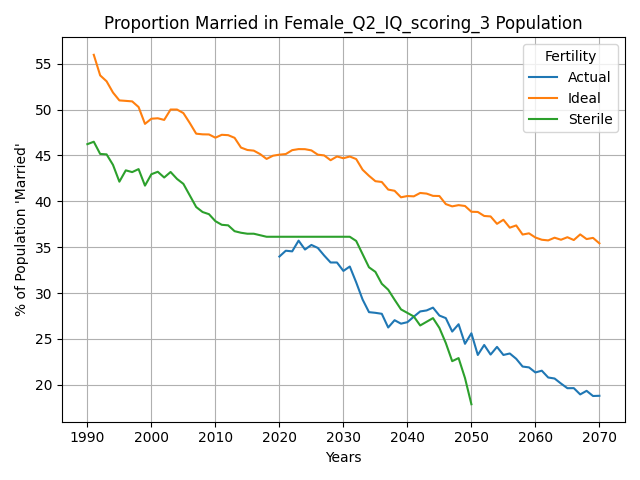 Proportion Married in Female_Q2_IQ_scoring_3 Population
% of Population 'Married'
55
50
45
40
35
30
25
20
Fertility
Actual
Ideal
Sterile
1990 2000 2010 2020 2030 2040 2050 2060 2070
Years